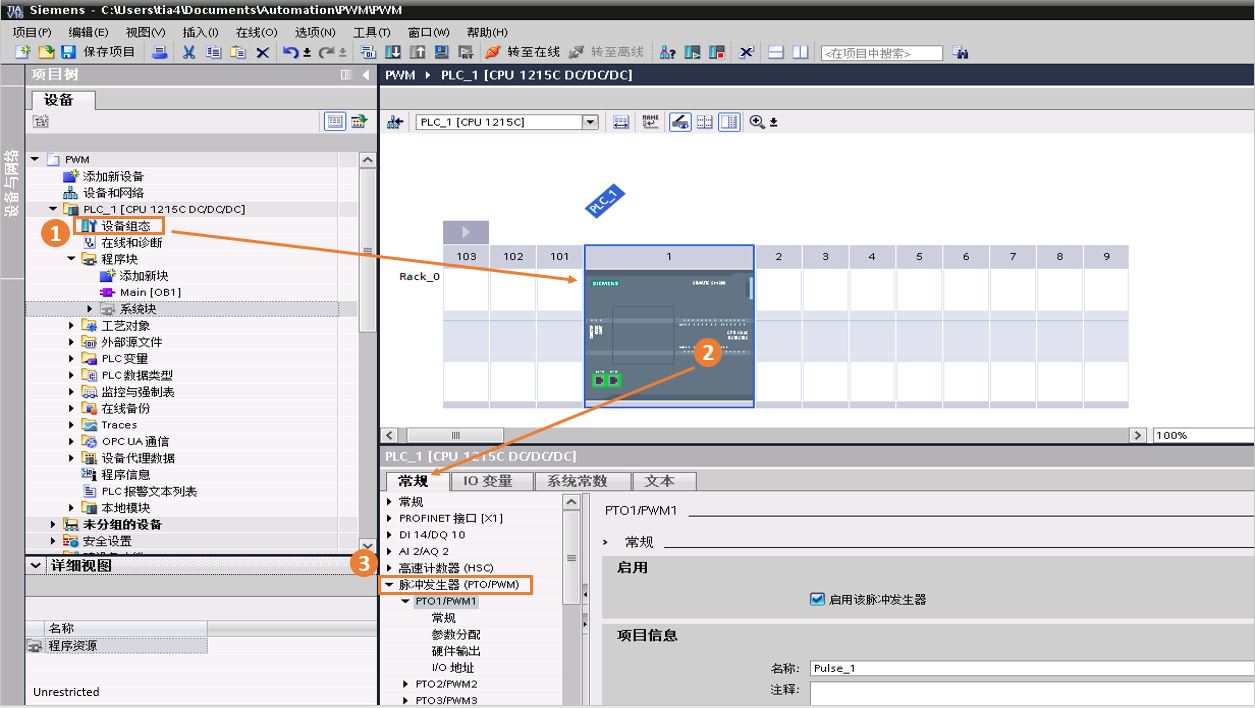 Siemens - C:\Users\tia4\Documents\Automation\PWM\PWM
项目(P) 编辑(E) 视图(V) 插入(I) 在线(O) 选项(N) 工具(T) 窗口(W) 帮助(H)
保存项目 转至在线 转至离线 <在项目中搜索>
项目树
PWM PLC_1 [CPU 1215C DC/DC/DC]
设备
PLC_1 [CPU 1215C]
设备与网络
PWM
添加新设备
设备和网络
PLC_1 [CPU 1215C DC/DC/DC]
1
设备组态
在线和诊断
程序块
添加新块
Main [OB1]
系统块
工艺对象
外部源文件
PLC 变量
PLC 数据类型
监控与强制表
在线备份
Traces
OPC UA 通信
设备代理数据
程序信息
PLC 报警文本列表
本地模块
未分组的设备
安全设置
PLC_1
103 102 101 1 2 3 4 5 6 7 8 9
Rack_0
SIEMENS
2
100%
PLC_1 [CPU 1215C DC/DC/DC]
常规 IO 变量 系统常数 文本
常规
PROFINET 接口 [X1]
DI 14/DQ 10
AI 2/AQ 2
3
高速计数器 (HSC)
脉冲发生器 (PTO/PWM)
PTO1/PWM1
常规
参数分配
硬件输出
I/O 地址
PTO2/PWM2
PTO3/PWM3
PTO1/PWM1
常规
启用
启用该脉冲发生器
项目信息
名称: Pulse_1
注释:
详细视图
名称
程序资源
Unrestricted